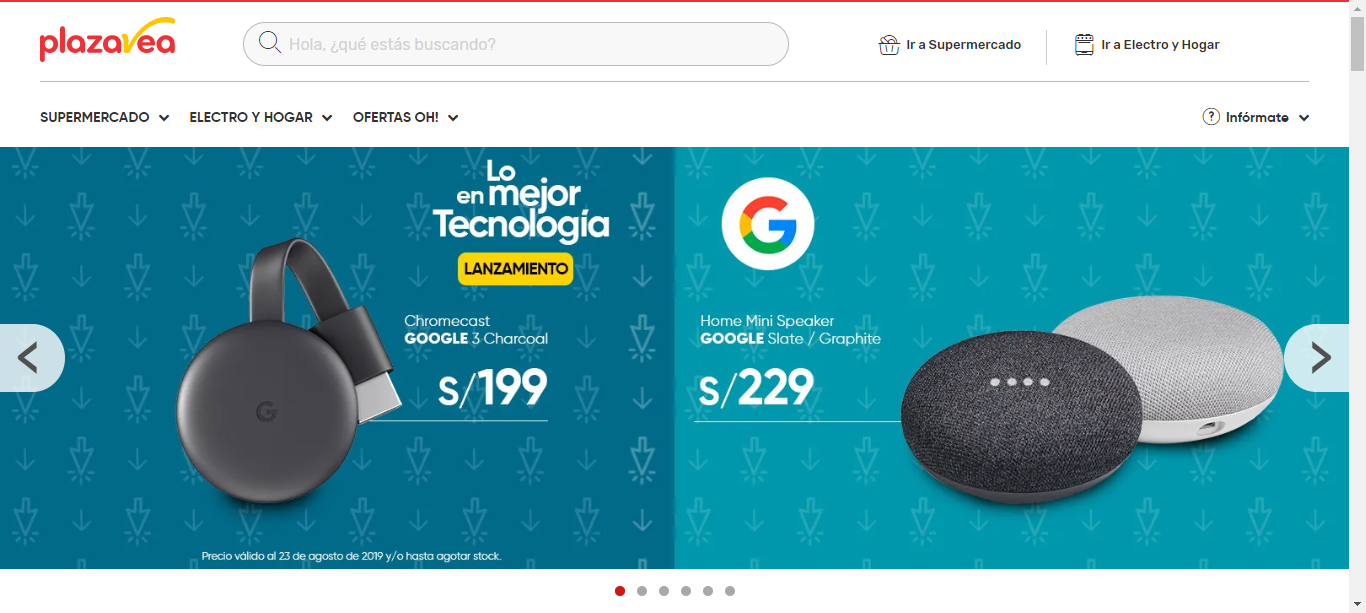 plazavea
Hola, ¿qué estás buscando?
Ir a Supermercado
Ir a Electro y Hogar
SUPERMERCADO
ELECTRO Y HOGAR
OFERTAS OH!
? Infórmate
Lo
en mejor
Tecnología
LANZAMIENTO
Chromecast
GOOGLE 3 Charcoal
S/199
Precio válido al 23 de agosto de 2019 y/o hasta agotar stock.
G
Home Mini Speaker
GOOGLE Slate / Graphite
S/229
G